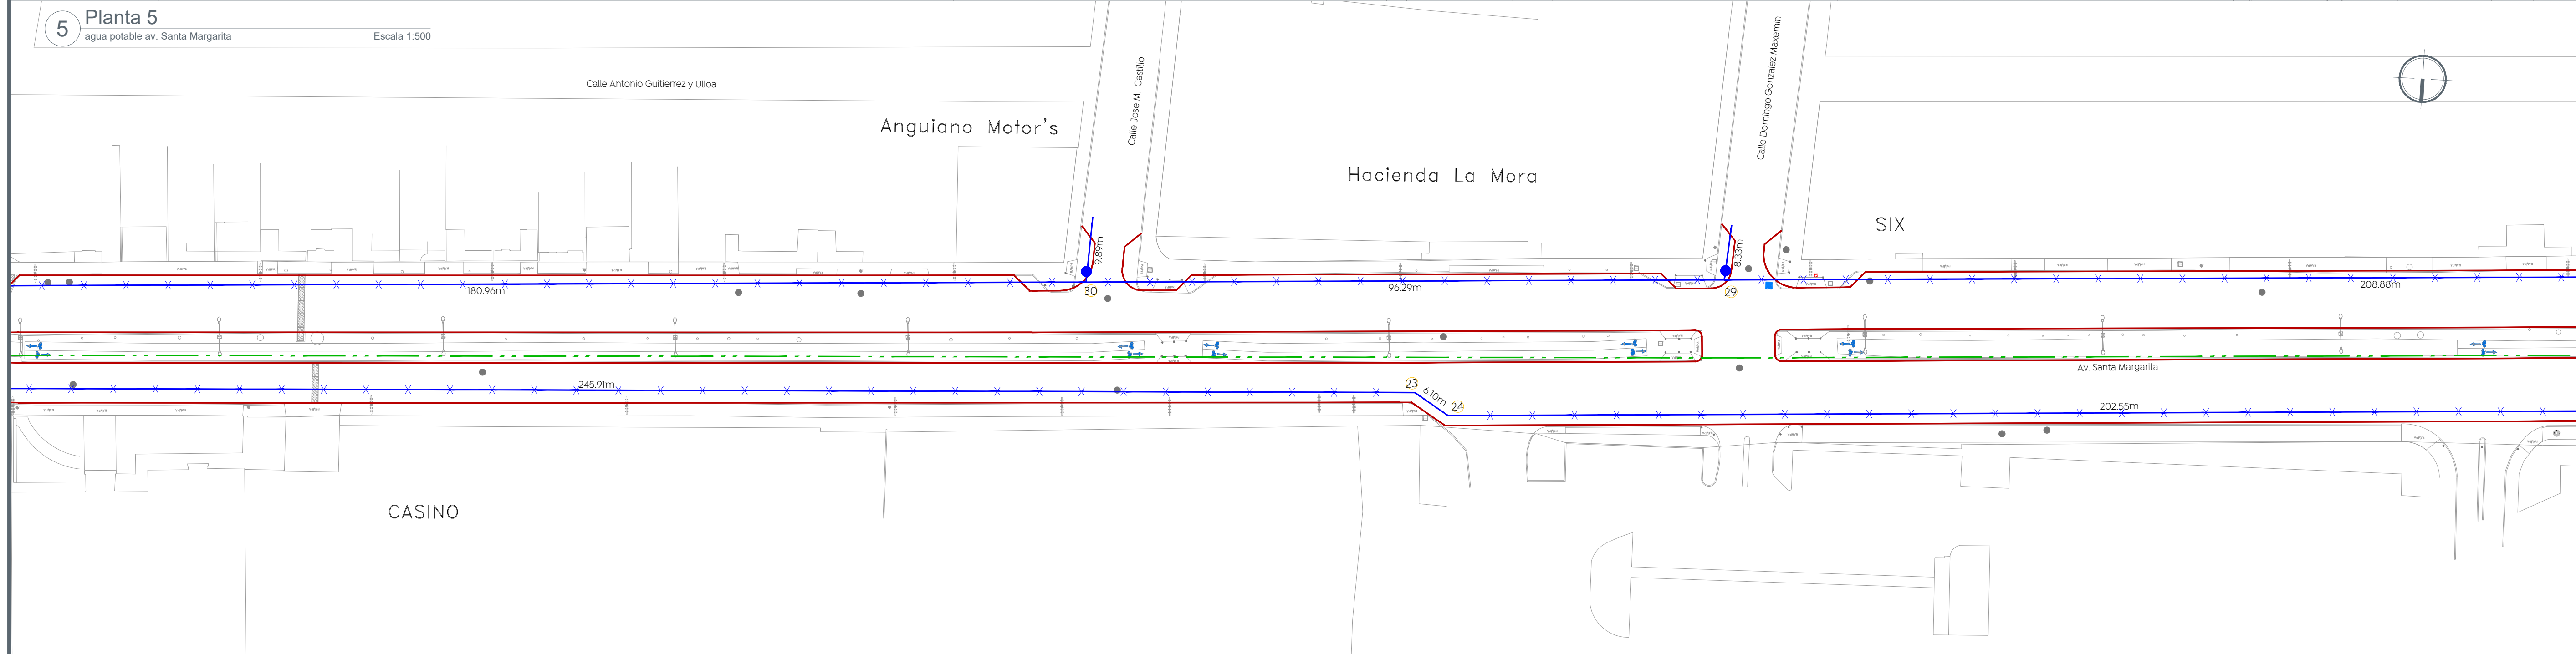 5
Planta 5
agua potable av. Santa Margarita
Escala 1:500
Calle Antonio Guitierrez y Ulloa
Anguiano Motor's
Calle Jose M. Castillo
Hacienda La Mora
Calle Domingo Gonzalez Maxemin
SIX
9.89m
8.33m
180.96m
30
96.29m
29
208.88m
Av. Santa Margarita
245.91m
23
6.10m
24
202.55m
CASINO